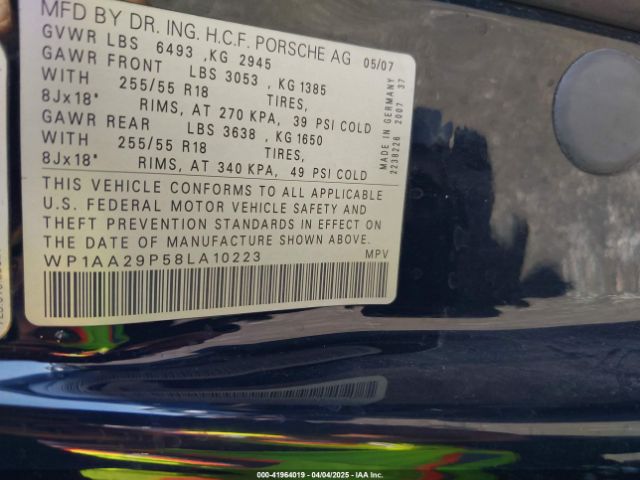 MFD BY DR. ING. H.C.F. PORSCHE AG 05/07
GVWR LBS 6493 , KG 2945
GAWR FRONT LBS 3053 , KG 1385
WITH 255/55 R18 TIRES,
8Jx18" RIMS, AT 270 KPA, 39 PSI COLD
GAWR REAR LBS 3638 , KG 1650
WITH 255/55 R18 TIRES,
8Jx18" RIMS, AT 340 KPA, 49 PSI COLD
THIS VEHICLE CONFORMS TO ALL APPLICABLE
U.S. FEDERAL MOTOR VEHICLE SAFETY AND
THEFT PREVENTION STANDARDS IN EFFECT ON
THE DATE OF MANUFACTURE SHOWN ABOVE.
WP1AA29P58LA10223 MPV
MADE IN GERMANY
2238226 2007 37
000-41964019 | 04/04/2025 - IAA Inc.